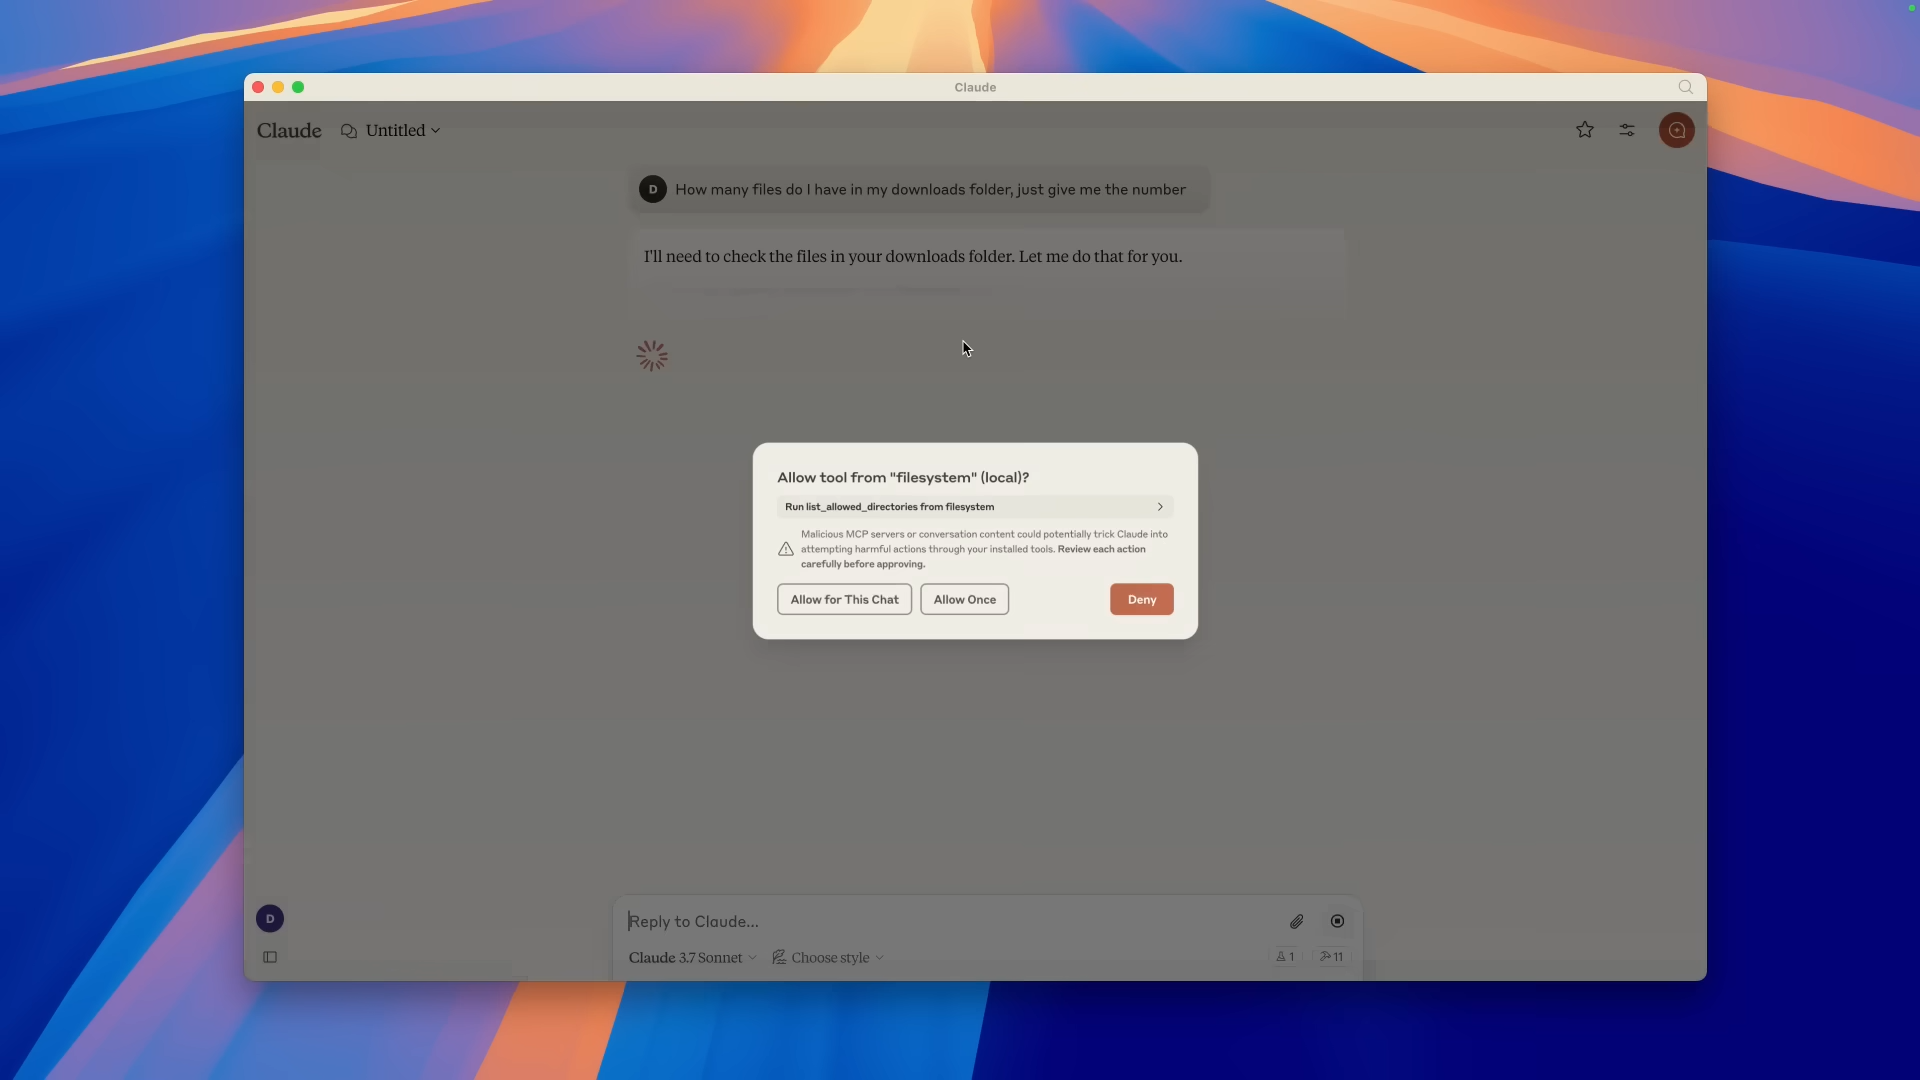 Claude
Claude
Untitled
D
How many files do I have in my downloads folder, just give me the number
I'll need to check the files in your downloads folder. Let me do that for you.
Allow tool from "filesystem" (local)?
Run list_allowed_directories from filesystem
Malicious MCP servers or conversation content could potentially trick Claude into
attempting harmful actions through your installed tools. Review each action
carefully before approving.
Allow for This Chat
Allow Once
Deny
D
Reply to Claude...
Claude 3.7 Sonnet
Choose style
1
11